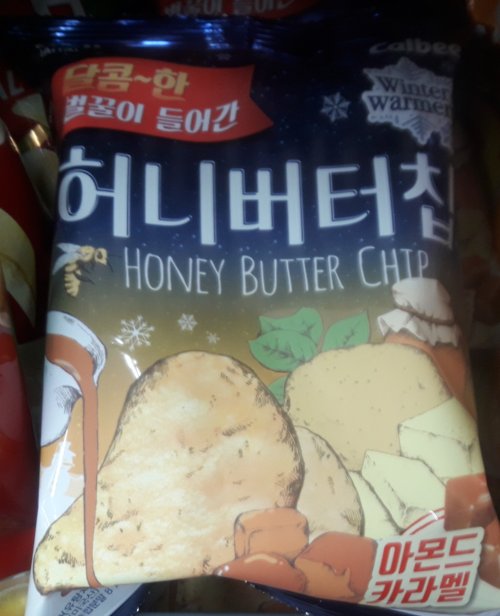 calbee
달콤~한
벌꿀이 들어간
Winter
Warmer
허니버터칩
HONEY BUTTER CHIP
아몬드
카라멜